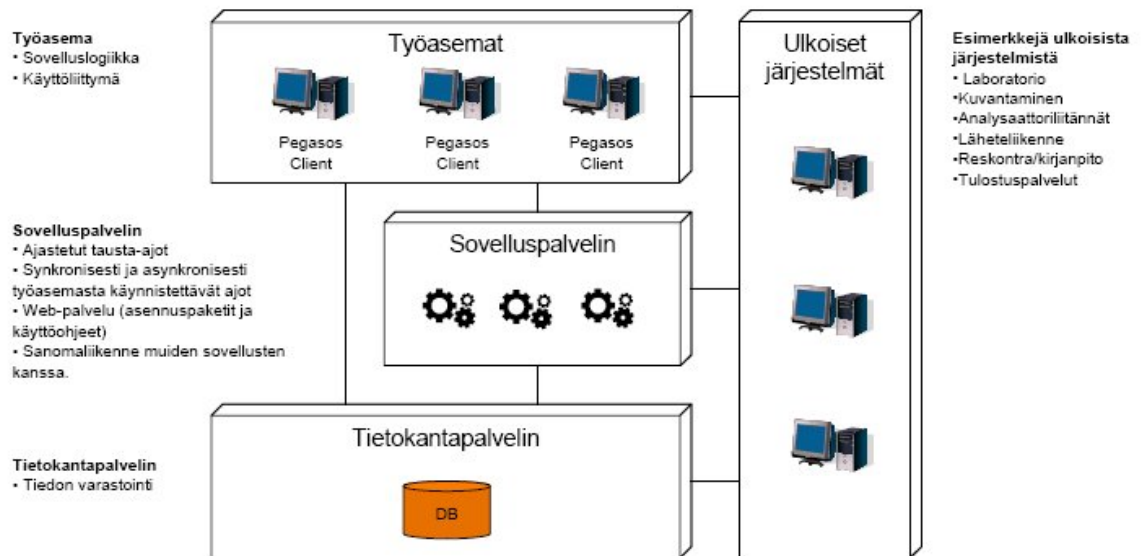 Työasema
• Sovelluslogiikka
• Käyttöliittymä
Työasemat
Pegasos
Client
Pegasos
Client
Pegasos
Client
Ulkoiset
järjestelmät
Esimerkkejä ulkoisista
järjestelmistä
• Laboratorio
•Kuvantaminen
•Analysaattoriliitännät
•Läheteliikenne
•Reskontra/kirjanpito
•Tulostuspalvelut
Sovelluspalvelin
• Ajastetut tausta-ajot
• Synkronisesti ja asynkronisesti
työasemasta käynnistettävät ajot
• Web-palvelu (asennuspaketit ja
käyttöohjeet)
• Sanomaliikenne muiden sovellusten
kanssa.
Sovelluspalvelin
Tietokantapalvelin
• Tiedon varastointi
Tietokantapalvelin
DB